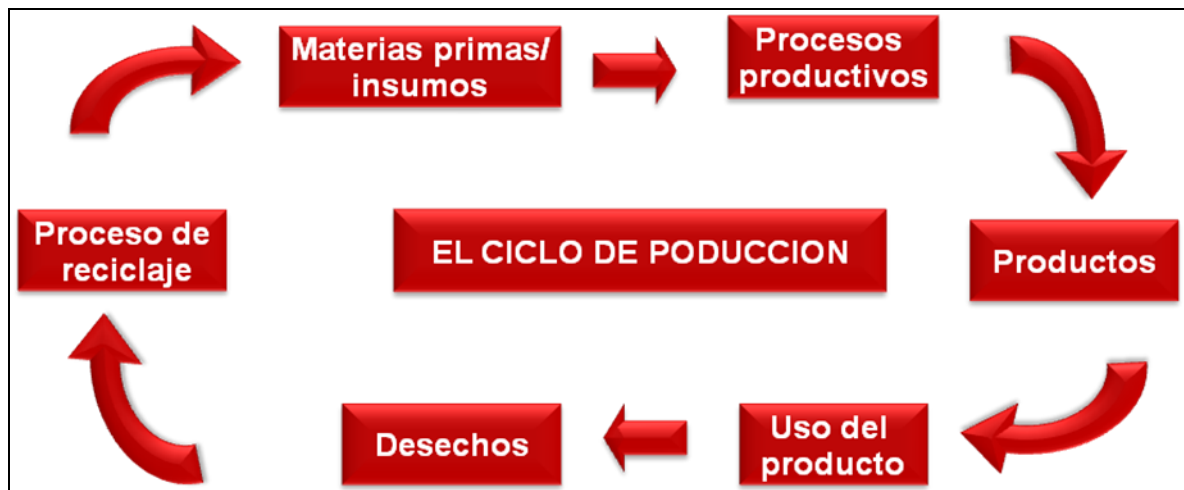 Materias primas/
insumos
Procesos
productivos
Proceso de
reciclaje
EL CICLO DE PODUCCION
Productos
Desechos
Uso del
producto